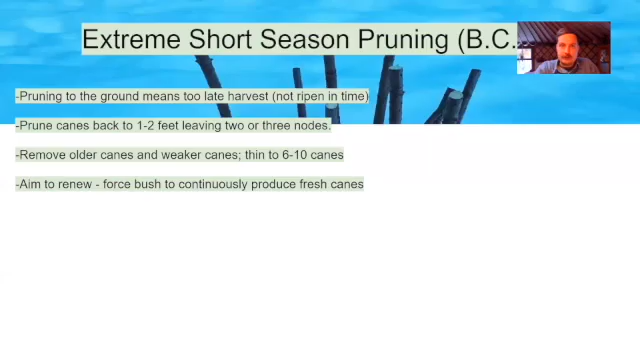 Extreme Short Season Pruning (B.C.
-Pruning to the ground means too late harvest (not ripen in time)
-Prune canes back to 1-2 feet leaving two or three nodes.
-Remove older canes and weaker canes; thin to 6-10 canes
-Aim to renew - force bush to continuously produce fresh canes